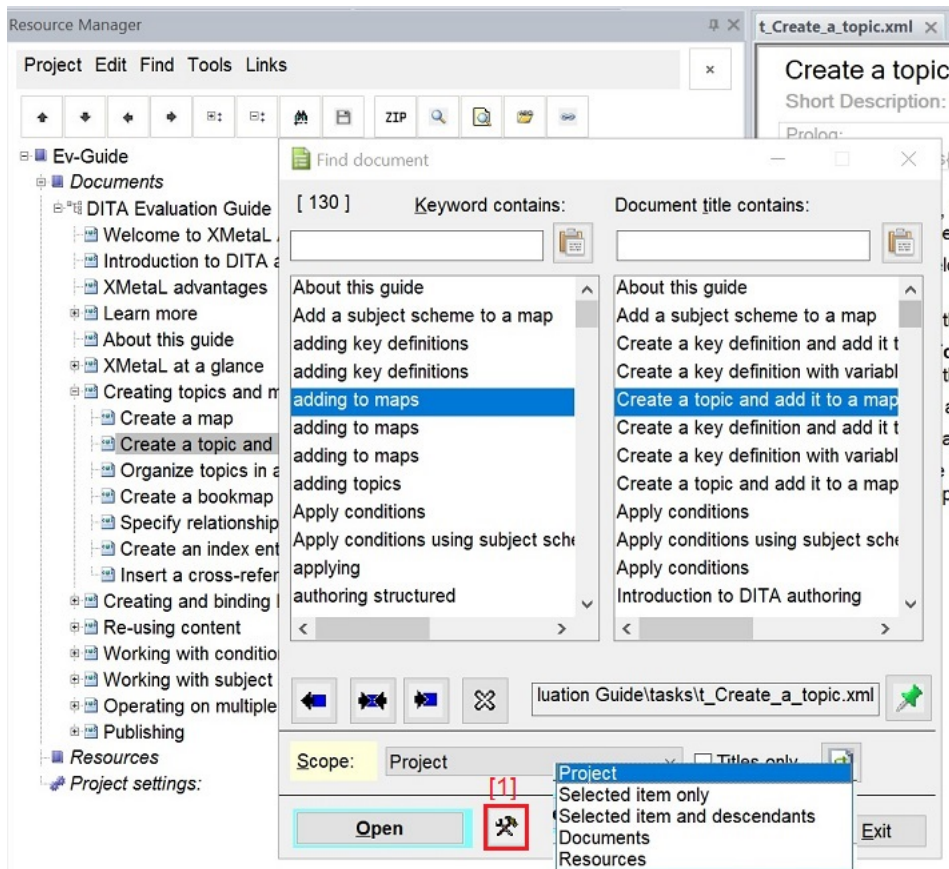 Resource Manager
Project Edit Find Tools Links
ZIP
Ev-Guide
Documents
DITA Evaluation Guide
Welcome to XMetaL
Introduction to DITA a
XMetaL advantages
Learn more
About this guide
XMetaL at a glance
Creating topics and m
Create a map
Create a topic and
Organize topics in a
Create a bookmap
Specify relationship
Create an index ent
Insert a cross-refer
Creating and binding
Re-using content
Working with conditio
Working with subject
Operating on multiple
Publishing
Resources
Project settings:
t_Create_a_topic.xml
Create a topic
Short Description:
Prolog:
Find document
[ 130 ]
Keyword contains:
Document title contains:
About this guide
Add a subject scheme to a map
adding key definitions
adding key definitions
adding to maps
adding to maps
adding to maps
adding topics
Apply conditions
Apply conditions using subject sche
applying
authoring structured
About this guide
Add a subject scheme to a map
Create a key definition and add it t
Create a key definition with variabl
Create a topic and add it to a map
Create a key definition and add it t
Create a key definition with variabl
Create a topic and add it to a map
Apply conditions
Apply conditions using subject sche
Apply conditions
Introduction to DITA authoring
luation Guide\tasks\t_Create_a_topic.xml
Scope:
Project
Titles only
Project
Selected item only
Selected item and descendants
Documents
Resources
[1]
Open
Exit